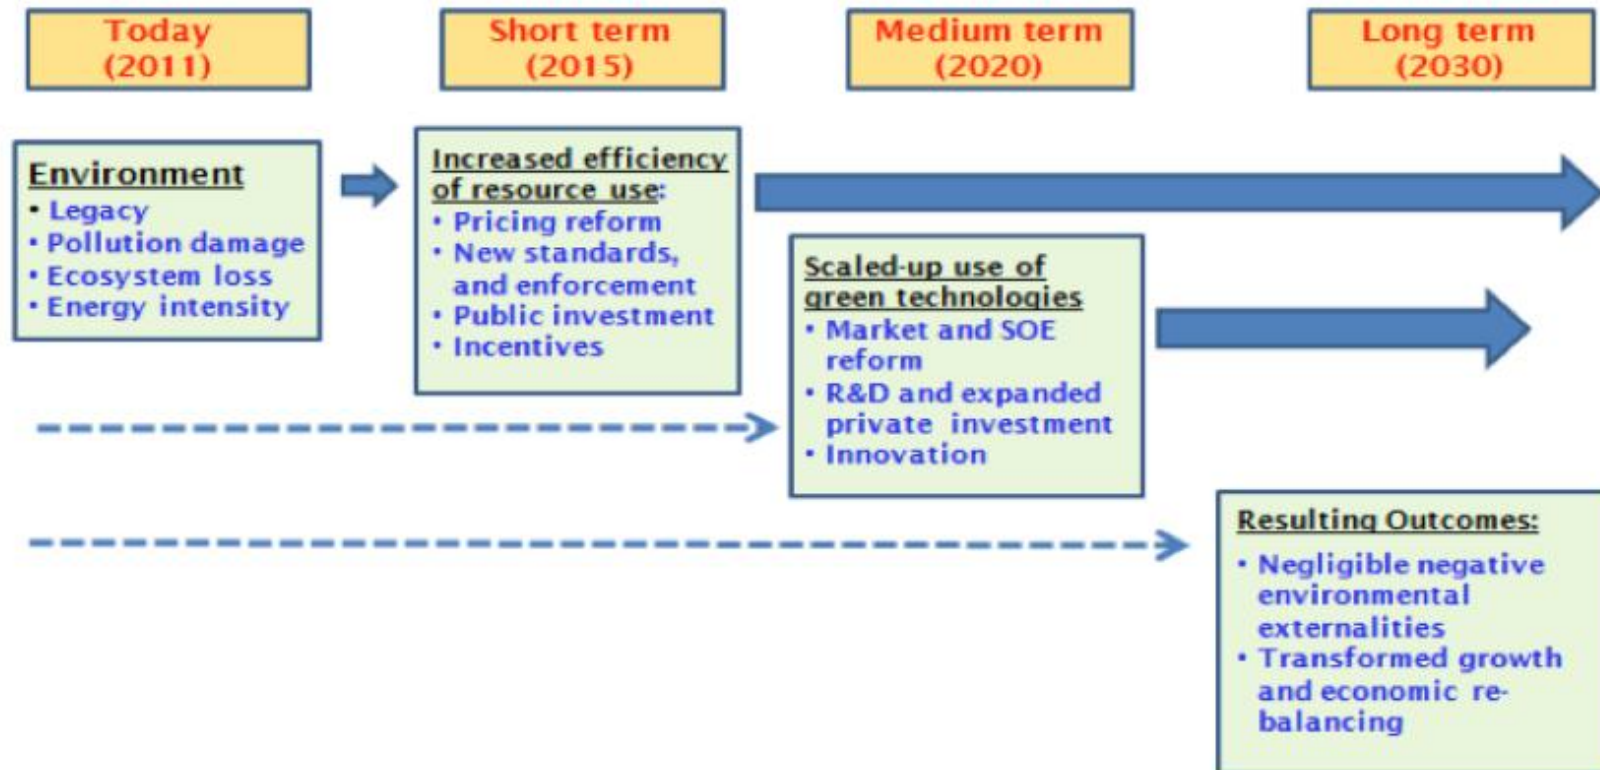 Today
(2011)
Short term
(2015)
Medium term
(2020)
Long term
(2030)
Environment
• Legacy
• Pollution damage
• Ecosystem loss
• Energy intensity
Increased efficiency
of resource use:
• Pricing reform
• New standards,
and enforcement
• Public investment
• Incentives
Scaled-up use of
green technologies
• Market and SOE
reform
• R&D and expanded
private investment
• Innovation
Resulting Outcomes:
• Negligible negative
environmental
externalities
• Transformed growth
and economic re-
balancing